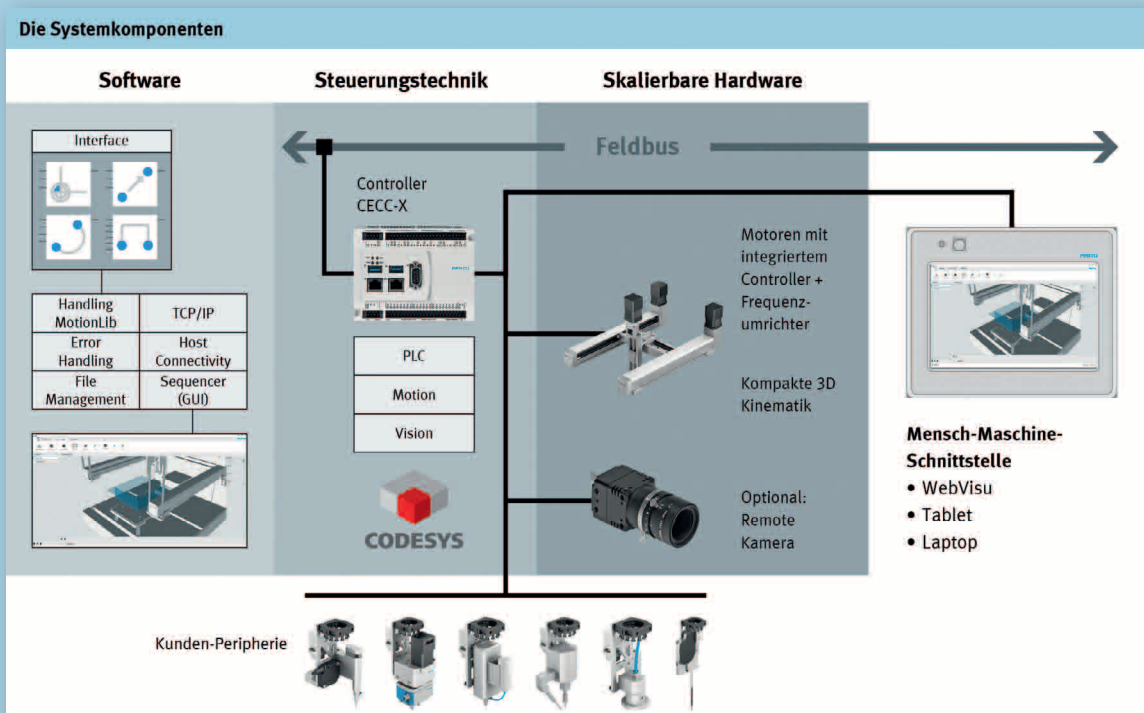 Die Systemkomponenten
Software
Steuerungstechnik
Skalierbare Hardware
Interface
Handling
MotionLib
TCP/IP
Error
Handling
Host
Connectivity
File
Management
Sequencer
(GUI)
Feldbus
Controller
CECC-X
FESTO
PLC
Motion
Vision
CODESYS
Motoren mit
integriertem
Controller +
Frequenz-
umrichter
Kompakte 3D
Kinematik
Optional:
Remote
Kamera
FESTO
Mensch-Maschine-
Schnittstelle
• WebVisu
• Tablet
• Laptop
Kunden-Peripherie